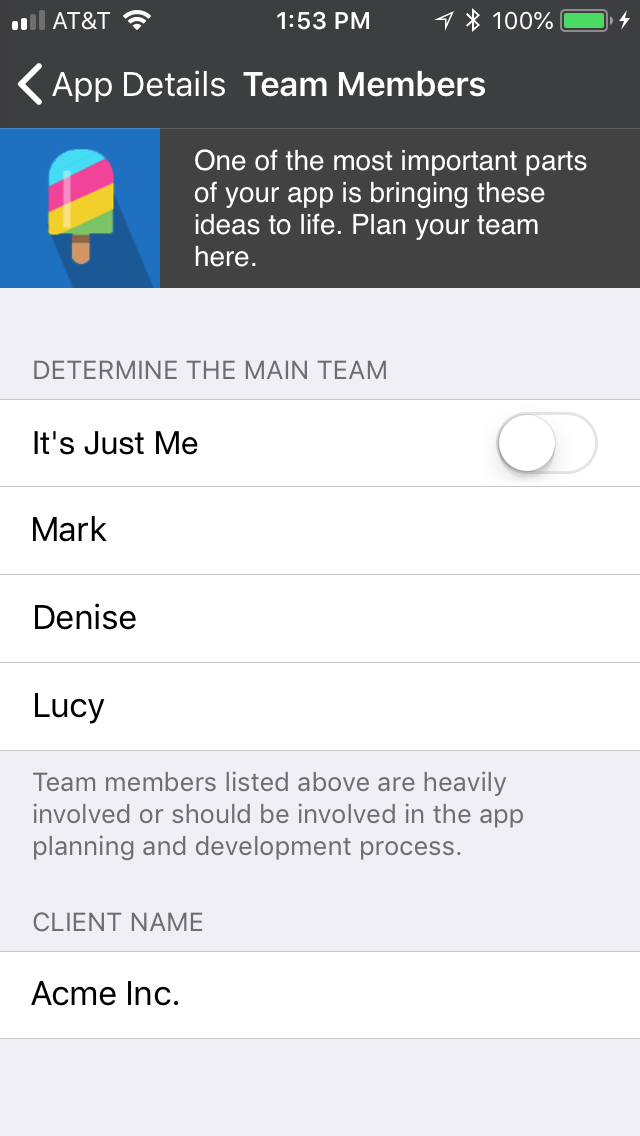 AT&T 1:53 PM 100%
App Details Team Members
One of the most important parts
of your app is bringing these
ideas to life. Plan your team
here.
DETERMINE THE MAIN TEAM
It's Just Me
Mark
Denise
Lucy
Team members listed above are heavily
involved or should be involved in the app
planning and development process.
CLIENT NAME
Acme Inc.